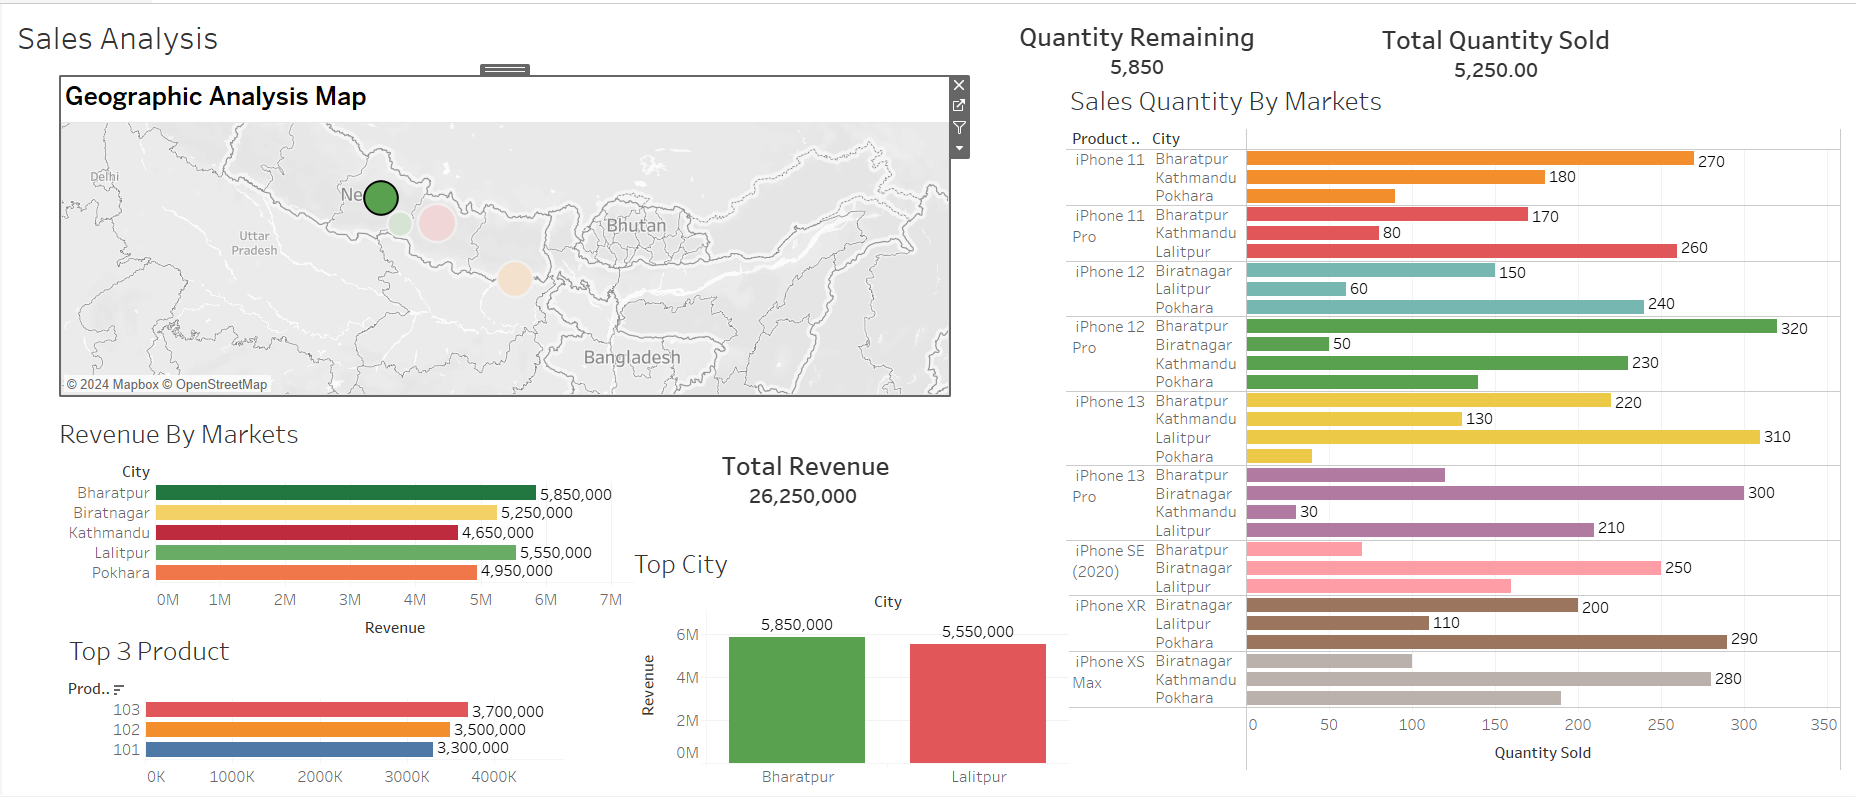 Sales Analysis
Geographic Analysis Map
Delhi
Ne
Uttar
Pradesh
Bhutan
Bangladesh
© 2024 Mapbox © OpenStreetMap
Quantity Remaining
5,850
Total Quantity Sold
5,250.00
Sales Quantity By Markets
Product .. City
iPhone 11 Bharatpur 270
Kathmandu 180
Pokhara
iPhone 11 Pro Bharatpur 170
Kathmandu 80
Lalitpur 260
iPhone 12 Biratnagar 150
Lalitpur 60
Pokhara 240
iPhone 12 Pro Bharatpur 320
Biratnagar 50
Kathmandu 230
Pokhara
iPhone 13 Bharatpur 220
Kathmandu 130
Lalitpur 310
Pokhara
iPhone 13 Pro Bharatpur
Biratnagar 300
Kathmandu 30
Lalitpur 210
iPhone SE (2020) Bharatpur
Biratnagar 250
Lalitpur
iPhone XR Biratnagar 200
Lalitpur 110
Pokhara 290
iPhone XS Max Biratnagar
Kathmandu 280
Pokhara
0 50 100 150 200 250 300 350
Quantity Sold
Revenue By Markets
City
Bharatpur 5,850,000
Biratnagar 5,250,000
Kathmandu 4,650,000
Lalitpur 5,550,000
Pokhara 4,950,000
0M 1M 2M 3M 4M 5M 6M 7M
Revenue
Total Revenue
26,250,000
Top 3 Product
Prod..
103 3,700,000
102 3,500,000
101 3,300,000
0K 1000K 2000K 3000K 4000K
Top City
City
5,850,000 5,550,000
6M
4M
2M
0M
Revenue
Bharatpur Lalitpur